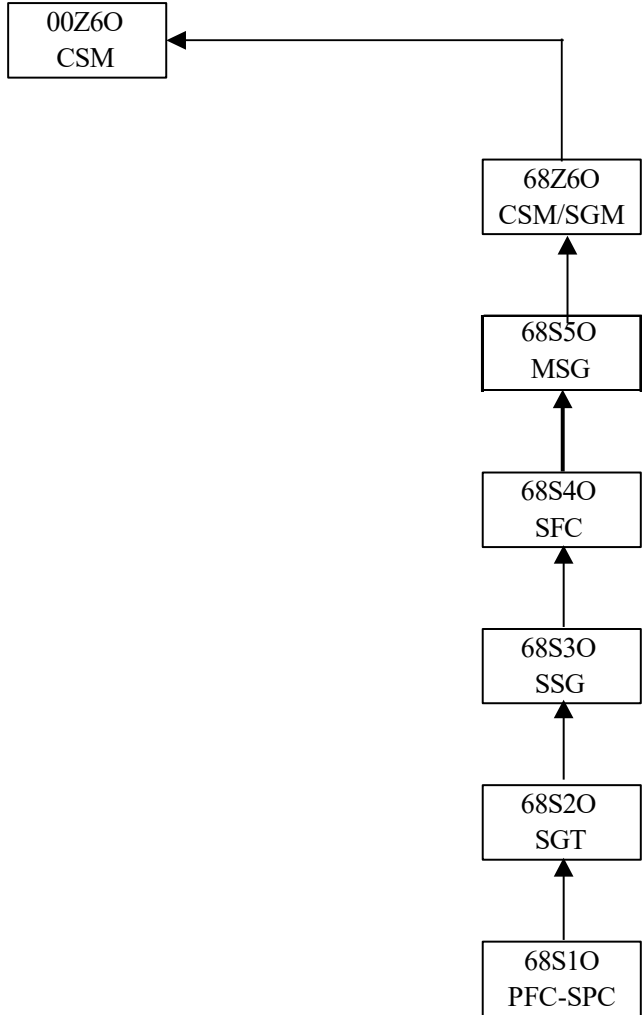 00Z6O
CSM
68Z6O
CSM/SGM
68S5O
MSG
68S4O
SFC
68S3O
SSG
68S2O
SGT
68S1O
PFC-SPC